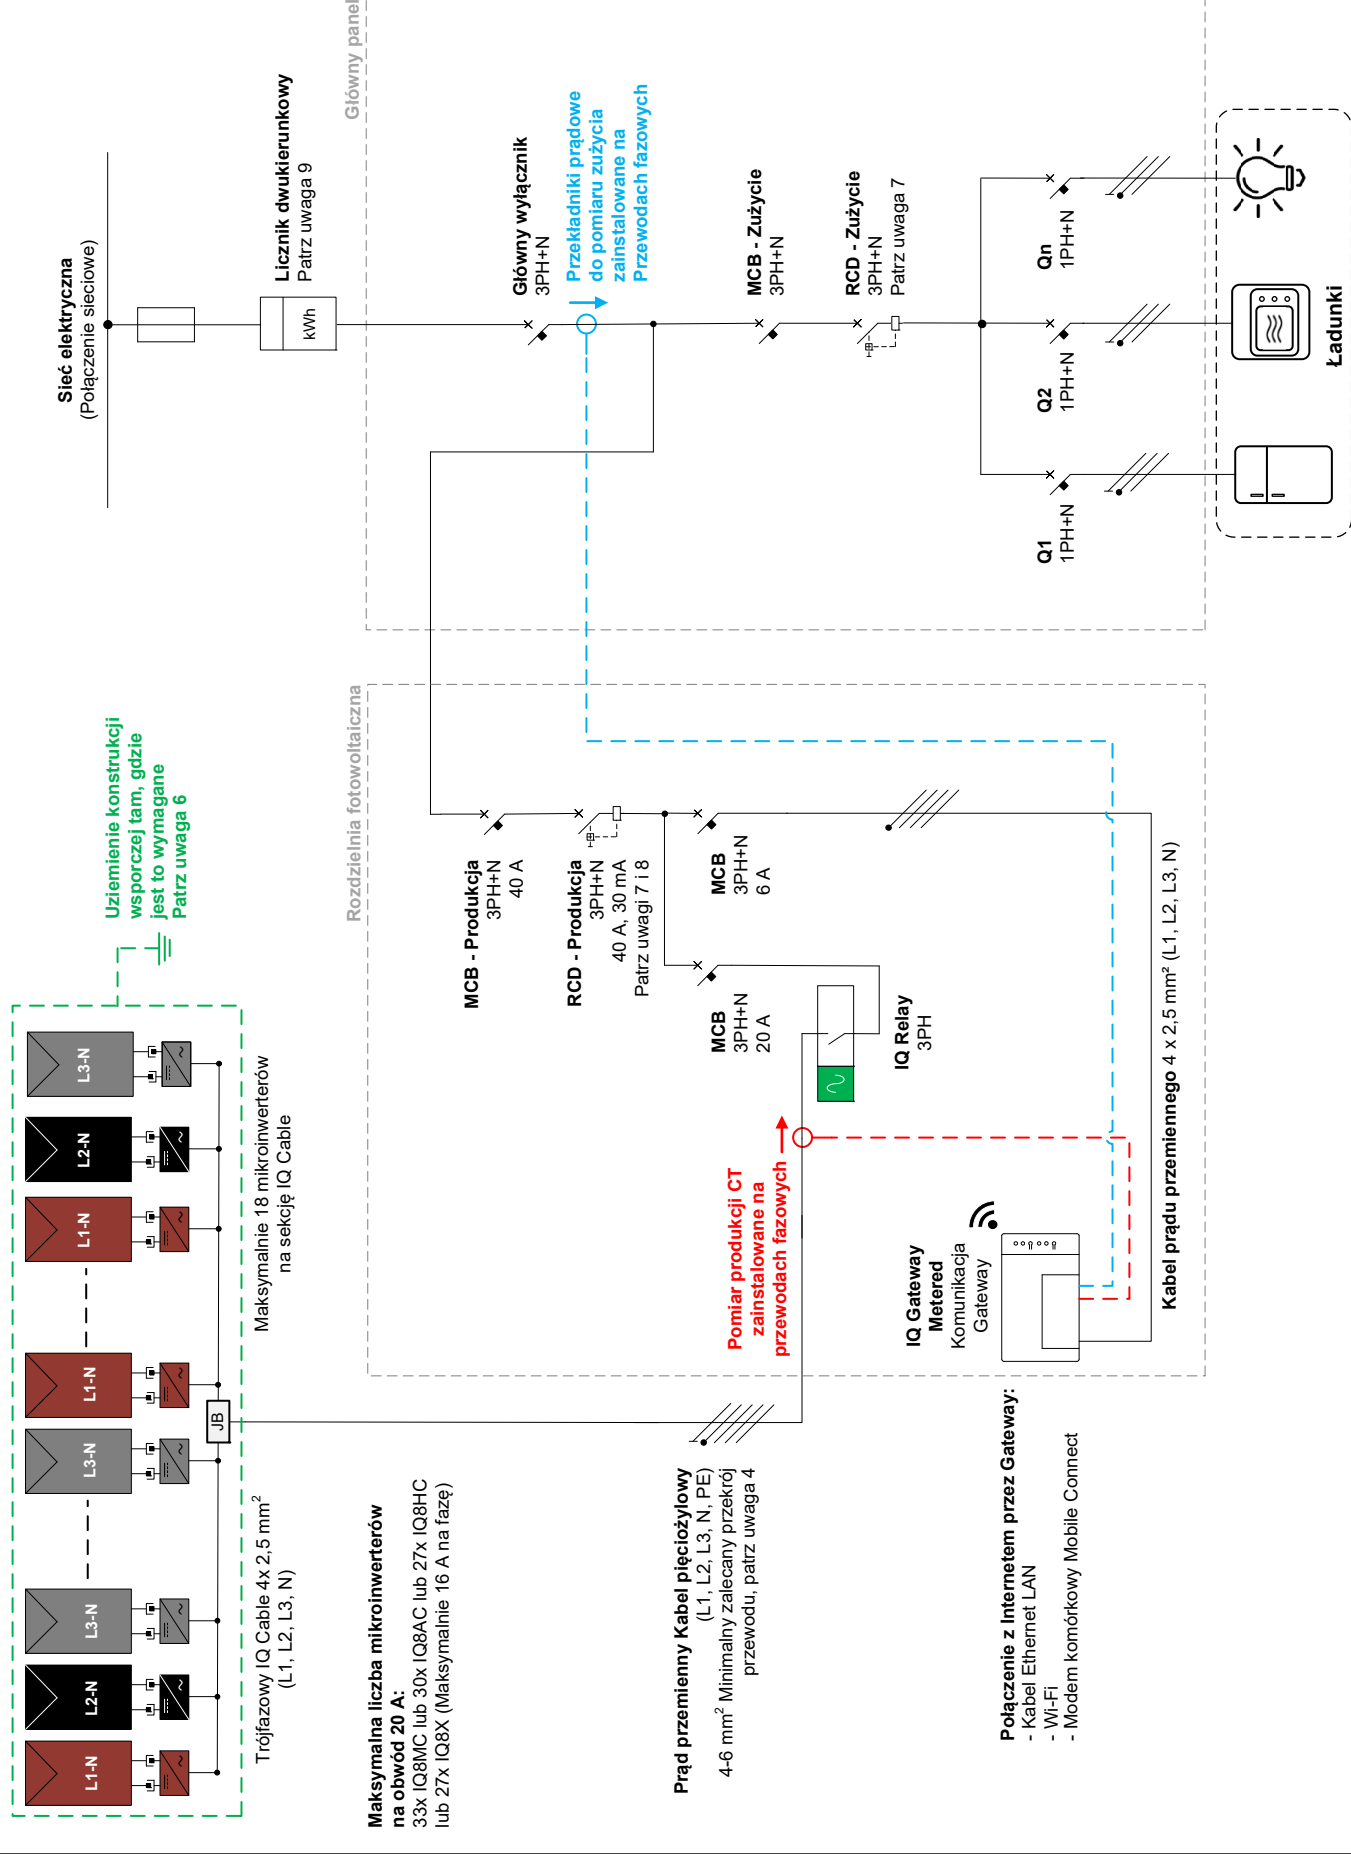 Uziemienie konstrukcji
wsporczej tam, gdzie
jest to wymagane
Patrz uwaga 6
L1-N
L2-N
L3-N
L3-N
L1-N
L1-N
L2-N
L3-N
JB
Trójfazowy IQ Cable 4x 2,5 mm²
(L1, L2, L3, N)
Maksymalnie 18 mikroinwerterów
na sekcję IQ Cable
Maksymalna liczba mikroinwerterów
na obwód 20 A:
33x IQ8MC lub 30x IQ8AC lub 27x IQ8HC
lub 27x IQ8X (Maksymalnie 16 A na fazę)
Prąd przemienny Kabel pięciożyłowy
(L1, L2, L3, N, PE)
4-6 mm² Minimalny zalecany przekrój
przewodu, patrz uwaga 4
Połączenie z Internetem przez Gateway:
- Kabel Ethernet LAN
- Wi-Fi
- Modem komórkowy Mobile Connect
Rozdzielnia fotowoltaiczna
MCB - Produkcja
3PH+N
40 A
RCD - Produkcja
3PH+N
40 A, 30 mA
Patrz uwagi 7 i 8
MCB
3PH+N
20 A
MCB
3PH+N
6 A
IQ Relay
3PH
Pomiar produkcji CT
zainstalowane na
przewodach fazowych
IQ Gateway
Metered
Komunikacja
Gateway
Kabel prądu przemiennego 4 x 2,5 mm² (L1, L2, L3, N)
Sieć elektryczna
(Połączenie sieciowe)
Licznik dwukierunkowy
Patrz uwaga 9
kWh
Główny panel
Główny wyłącznik
3PH+N
Przekładniki prądowe
do pomiaru zużycia
zainstalowane na
Przewodach fazowych
MCB - Zużycie
3PH+N
RCD - Zużycie
3PH+N
Patrz uwaga 7
Q1
1PH+N
Q2
1PH+N
Qn
1PH+N
Ładunki